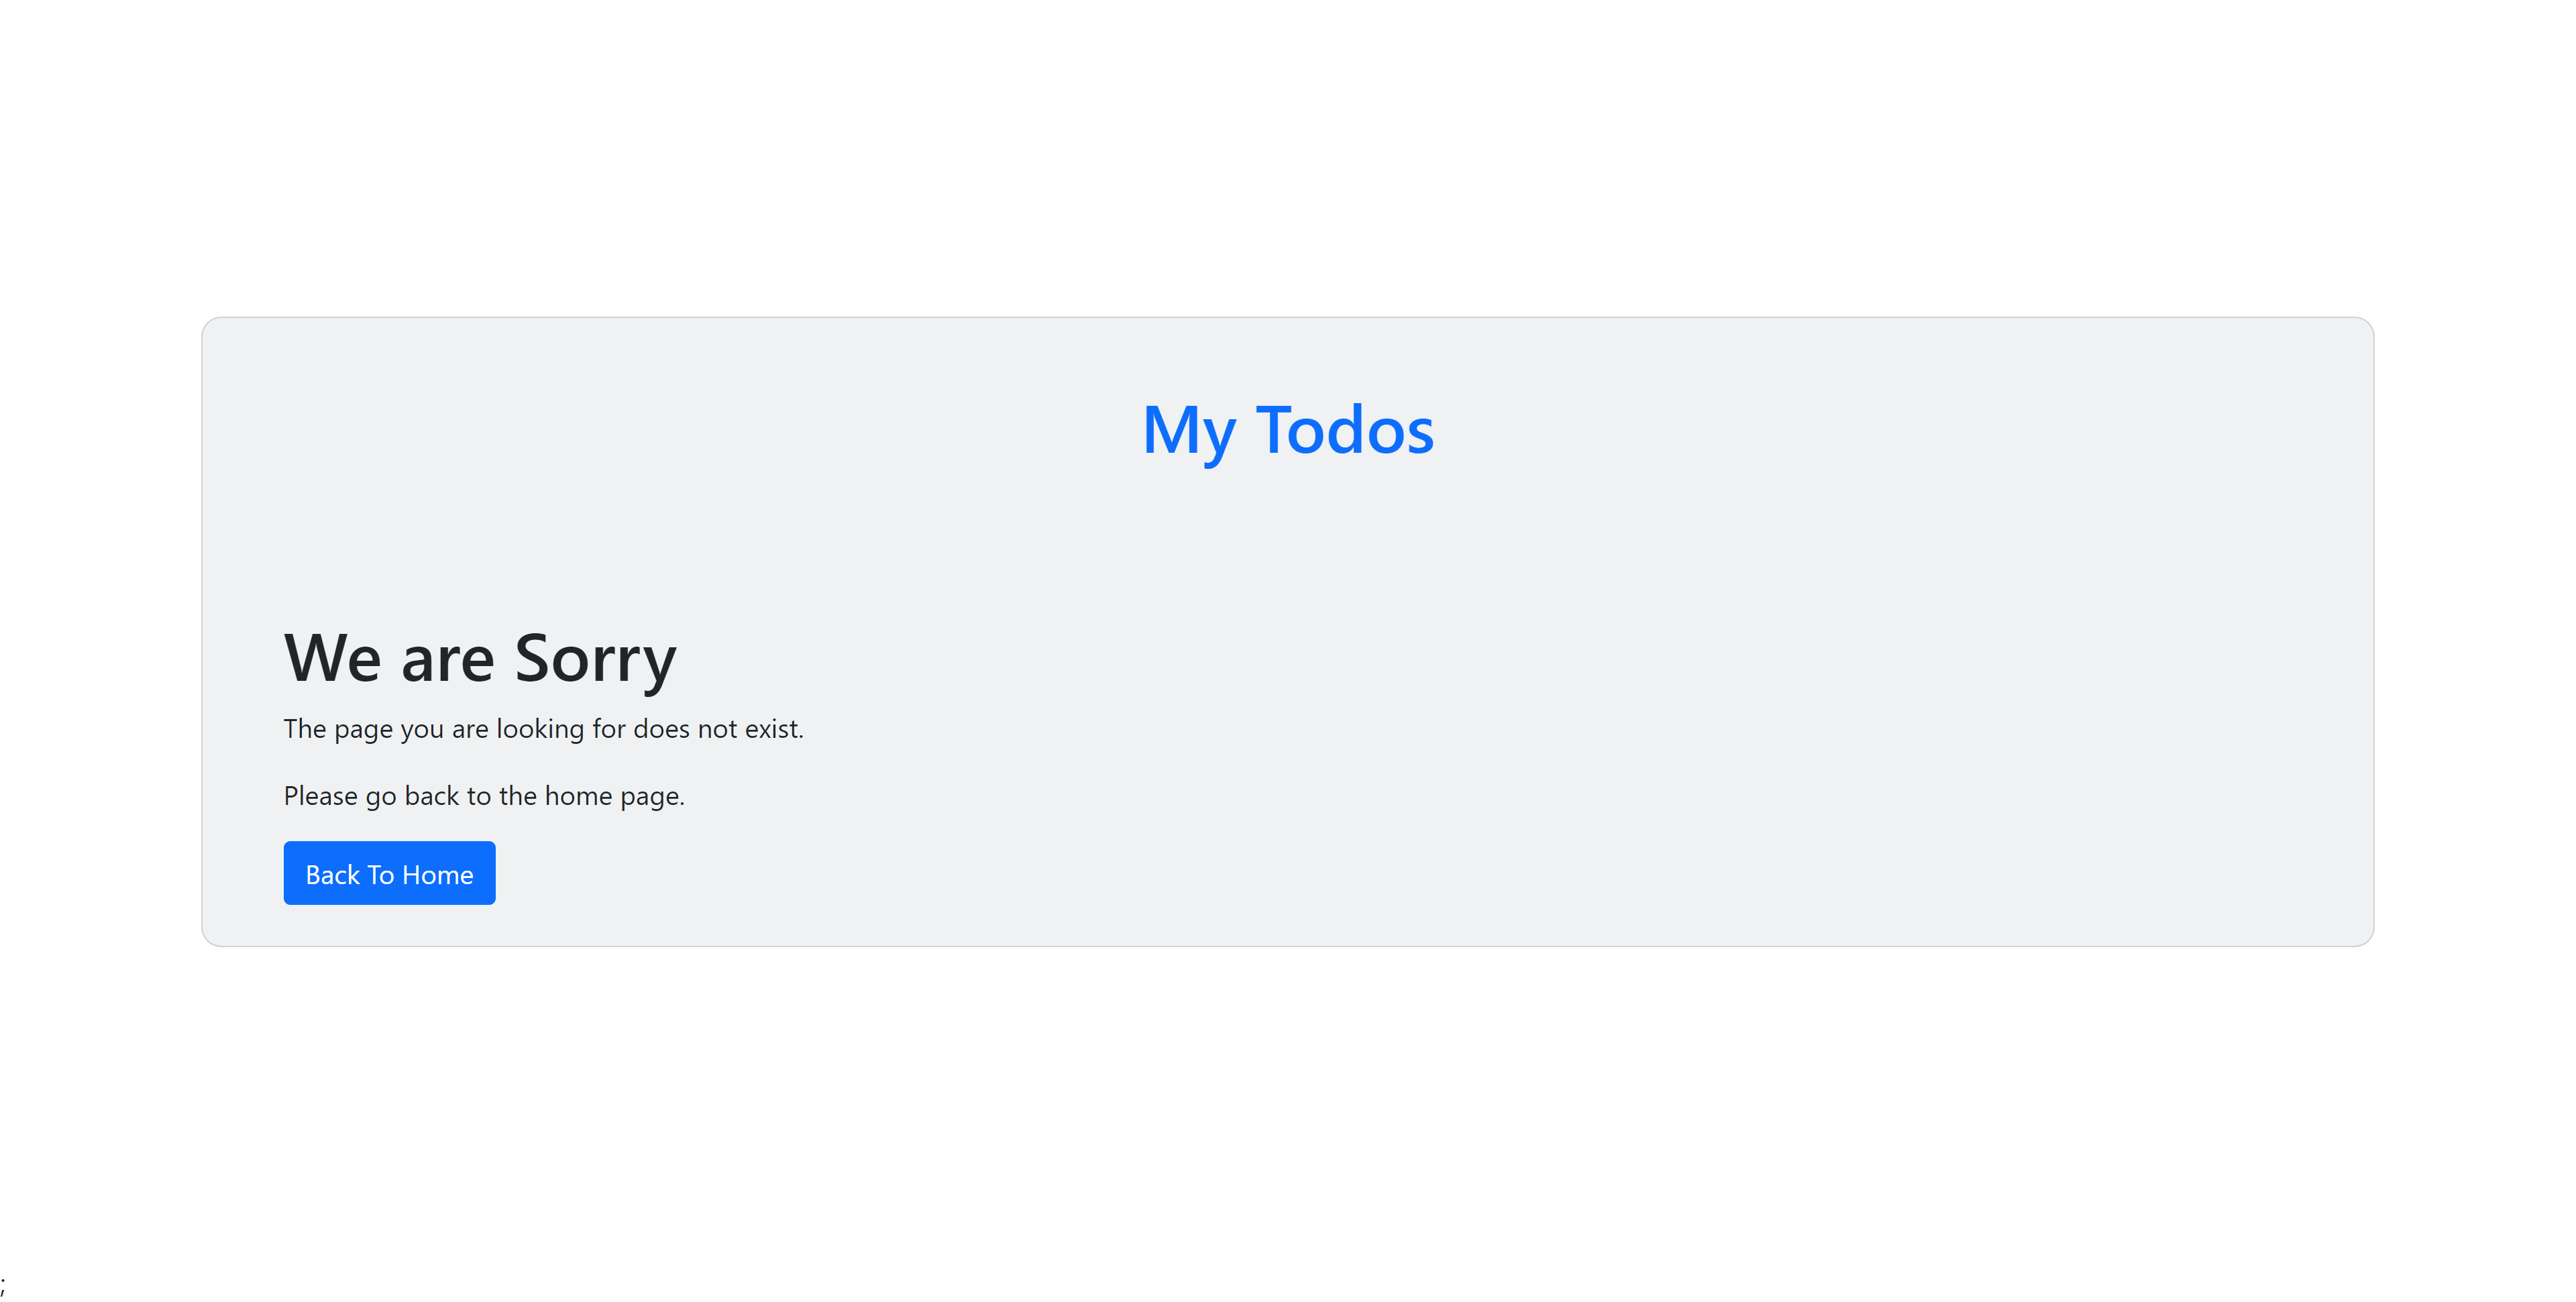 My Todos
We are Sorry
The page you are looking for does not exist.
Please go back to the home page.
Back To Home
;